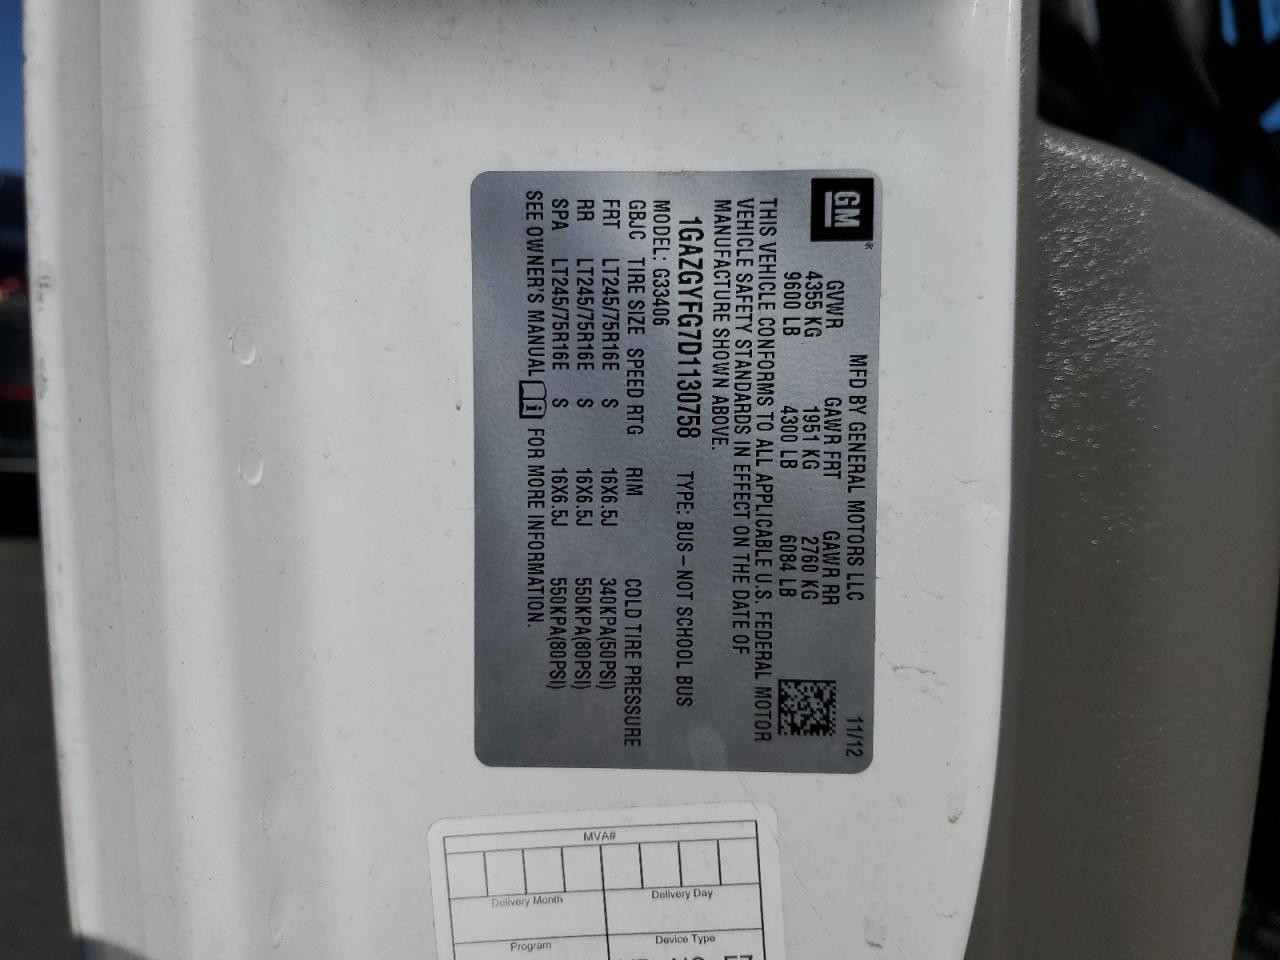 GM®
MFD BY GENERAL MOTORS LLC 11/12
GVWR GAWR FRT GAWR RR
4355 KG 1951 KG 2760 KG
9600 LB 4300 LB 6084 LB
THIS VEHICLE CONFORMS TO ALL APPLICABLE U.S. FEDERAL MOTOR
VEHICLE SAFETY STANDARDS IN EFFECT ON THE DATE OF
MANUFACTURE SHOWN ABOVE.
1GAZGYFG7D1130758 TYPE: BUS–NOT SCHOOL BUS
MODEL: G33406
GBJC TIRE SIZE SPEED RTG RIM COLD TIRE PRESSURE
FRT LT245/75R16E S 16X6.5J 340KPA(50PSI)
RR LT245/75R16E S 16X6.5J 550KPA(80PSI)
SPA LT245/75R16E S 16X6.5J 550KPA(80PSI)
SEE OWNER'S MANUAL i FOR MORE INFORMATION.
MVA#
Delivery Month Delivery Day
Program Device Type